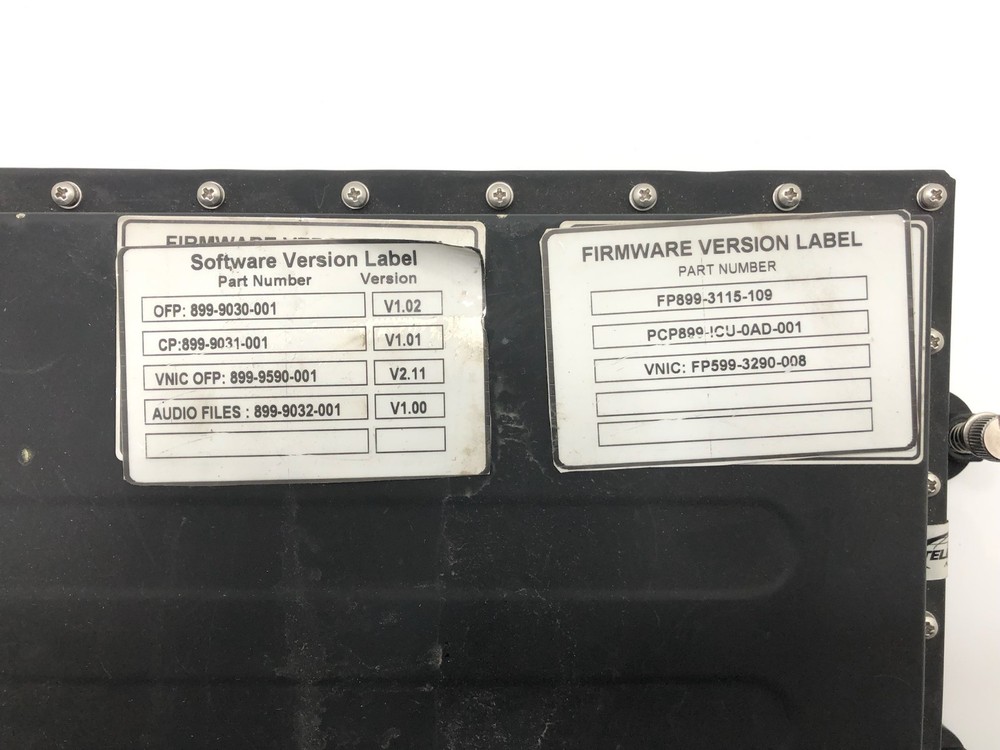 FIRMWARE
Software Version Label
Part Number Version
OFP: 899-9030-001 V1.02
CP:899-9031-001 V1.01
VNIC OFP: 899-9590-001 V2.11
AUDIO FILES : 899-9032-001 V1.00
FIRMWARE VERSION LABEL
PART NUMBER
FP899-3115-109
PCP899-ICU-0AD-001
VNIC: FP599-3290-008